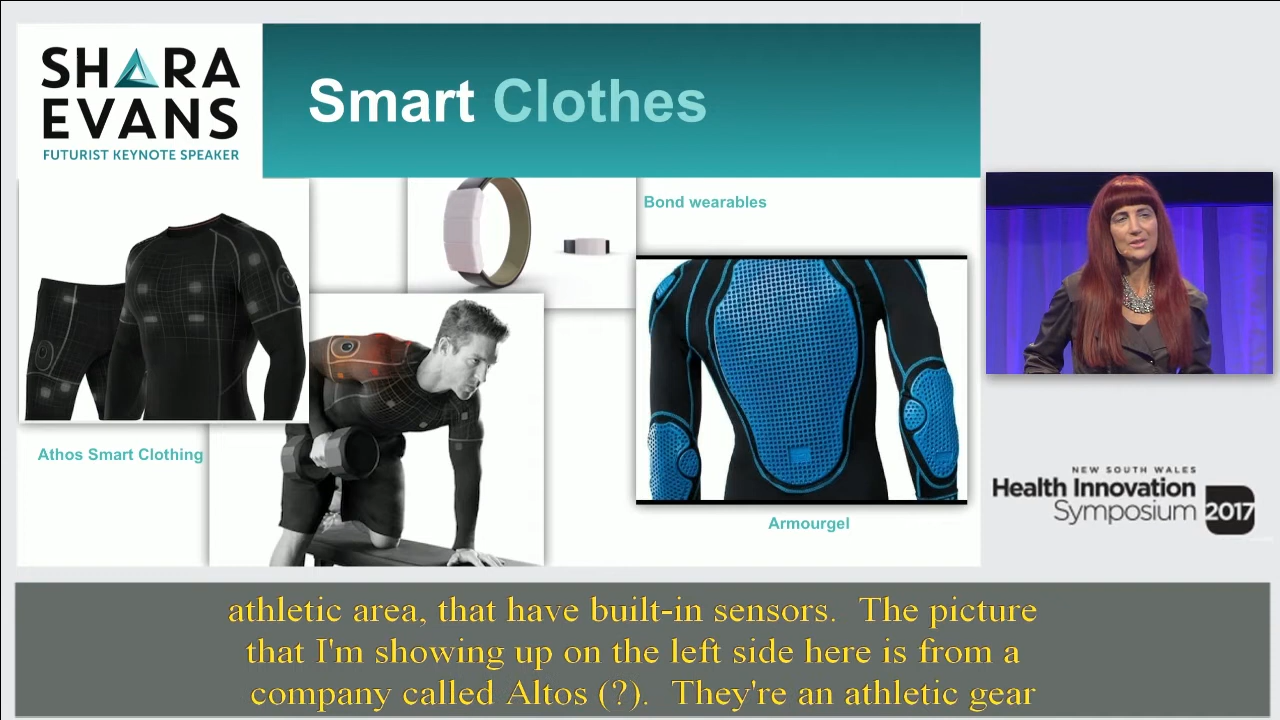 SHARA
EVANS
FUTURIST KEYNOTE SPEAKER
Smart Clothes
Bond wearables
Athos Smart Clothing
Armourgel
NEW SOUTH WALES
Health Innovation
Symposium 2017
athletic area, that have built-in sensors. The picture
that I'm showing up on the left side here is from a
company called Altos (?). They're an athletic gear